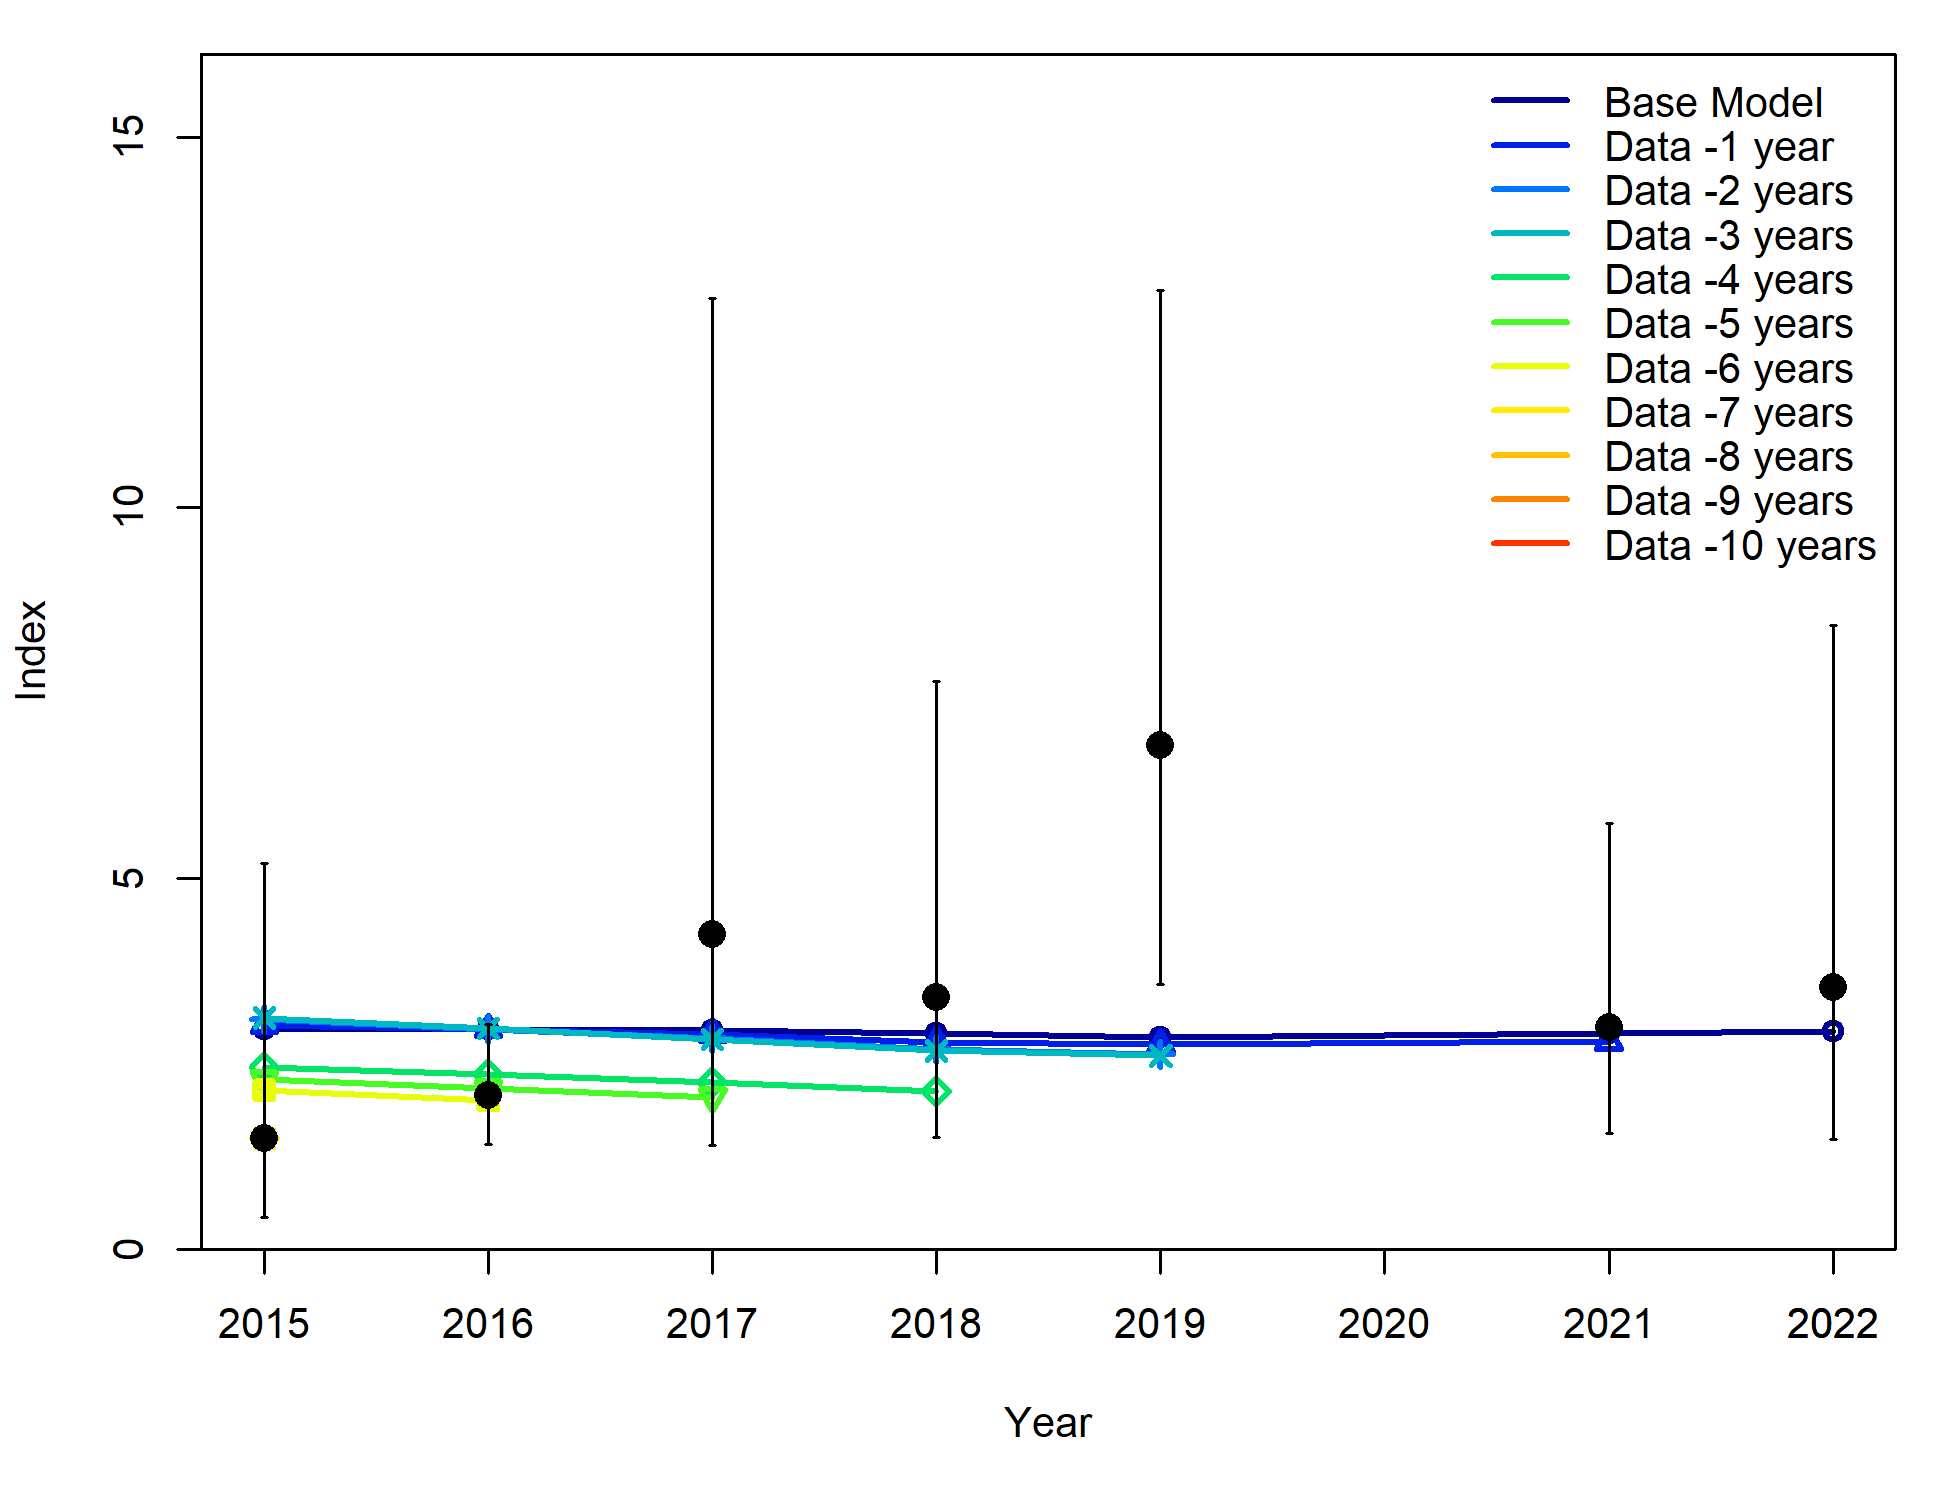 Base Model
Data -1 year
Data -2 years
Data -3 years
Data -4 years
Data -5 years
Data -6 years
Data -7 years
Data -8 years
Data -9 years
Data -10 years
15
10
5
0
Index
2015 2016 2017 2018 2019 2020 2021 2022
Year